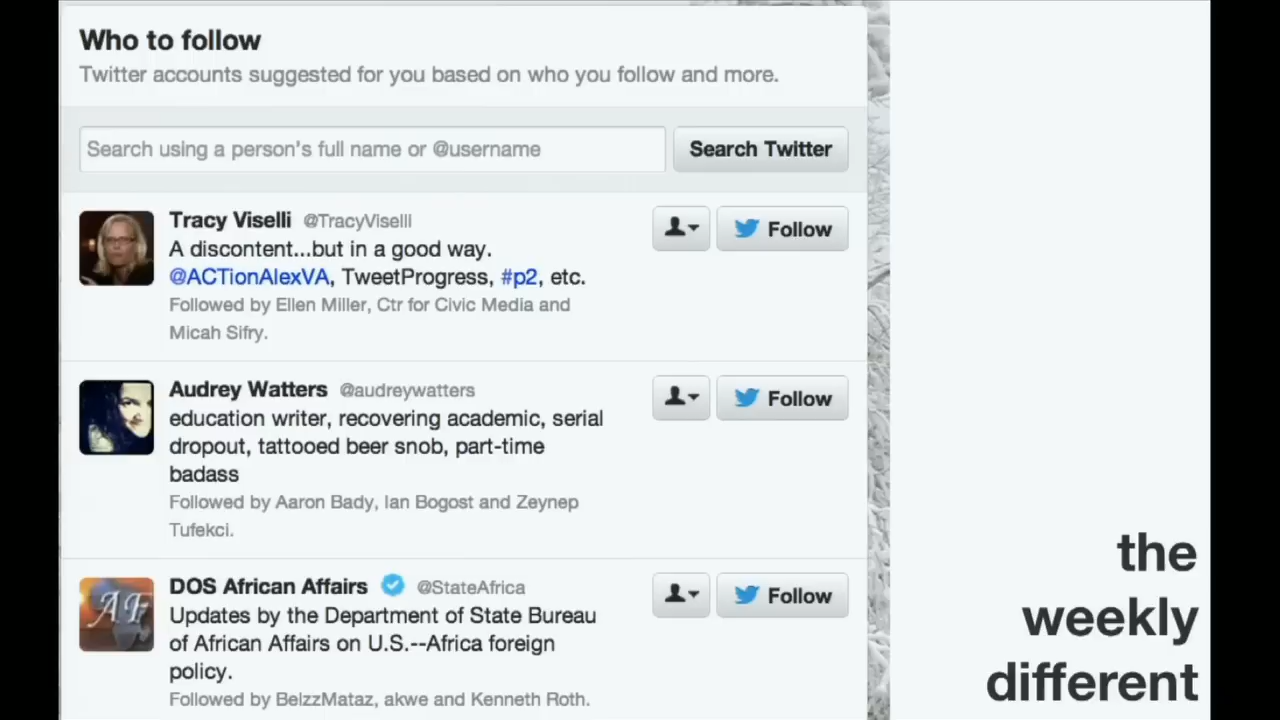 Who to follow
Twitter accounts suggested for you based on who you follow and more.
Search using a person's full name or @username
Search Twitter
Tracy Viselli @TracyViselli
Follow
A discontent...but in a good way.
@ACTionAlexVA, TweetProgress, #p2, etc.
Followed by Ellen Miller, Ctr for Civic Media and
Micah Sifry.
Audrey Watters @audreywatters
Follow
education writer, recovering academic, serial
dropout, tattooed beer snob, part-time
badass
Followed by Aaron Bady, Ian Bogost and Zeynep
Tufekci.
DOS African Affairs @StateAfrica
Follow
AF
Updates by the Department of State Bureau
of African Affairs on U.S.--Africa foreign
policy.
Followed by BelzzMataz, akwe and Kenneth Roth.
the
weekly
different